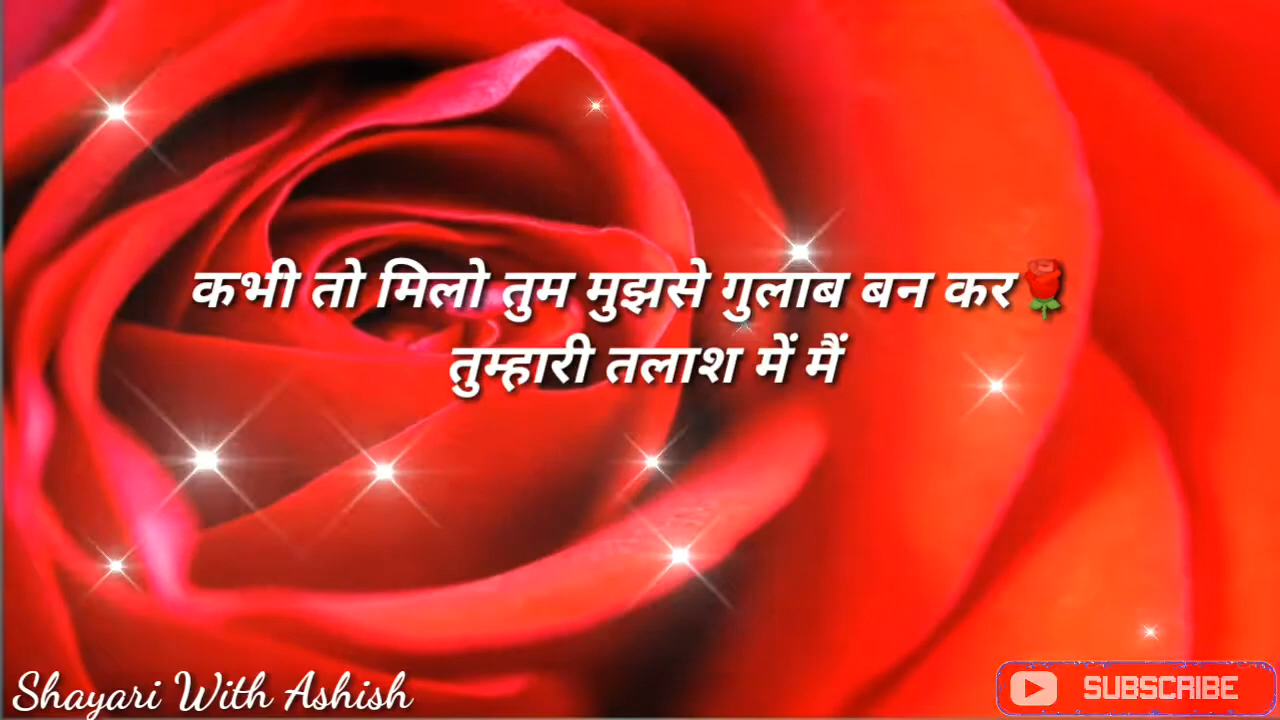 कभी तो मिलो तुम मुझसे गुलाब बन कर🌹
तुम्हारी तलाश में मैं
Shayari With Ashish
SUBSCRIBE